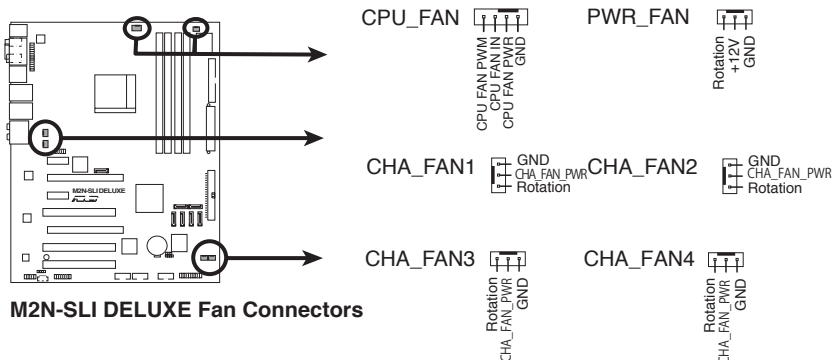 CPU_FAN
CPU FAN PWM
CPU FAN IN
CPU FAN PWR
GND
PWR_FAN
Rotation
+12V
GND
CHA_FAN1
GND
CHA_FAN_PWR
Rotation
CHA_FAN2
GND
CHA_FAN_PWR
Rotation
M2N-SLI DELUXE
ASUS
CHA_FAN3
Rotation
CHA_FAN_PWR
GND
CHA_FAN4
Rotation
CHA_FAN_PWR
GND
M2N-SLI DELUXE Fan Connectors